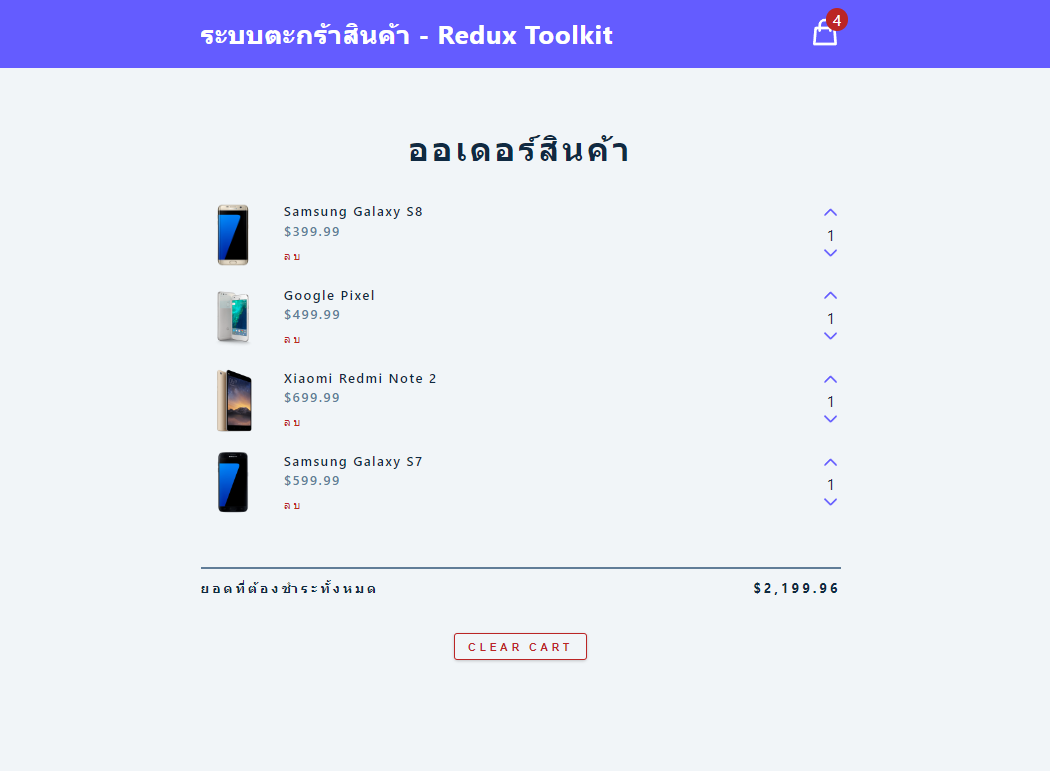 ระบบตะกร้าสินค้า - Redux Toolkit
4
ออเดอร์สินค้า
Samsung Galaxy S8
$399.99
ลบ
1
Google Pixel
$499.99
ลบ
1
Xiaomi Redmi Note 2
$699.99
ลบ
1
Samsung Galaxy S7
$599.99
ลบ
1
ยอดที่ต้องชำระทั้งหมด $2,199.96
CLEAR CART